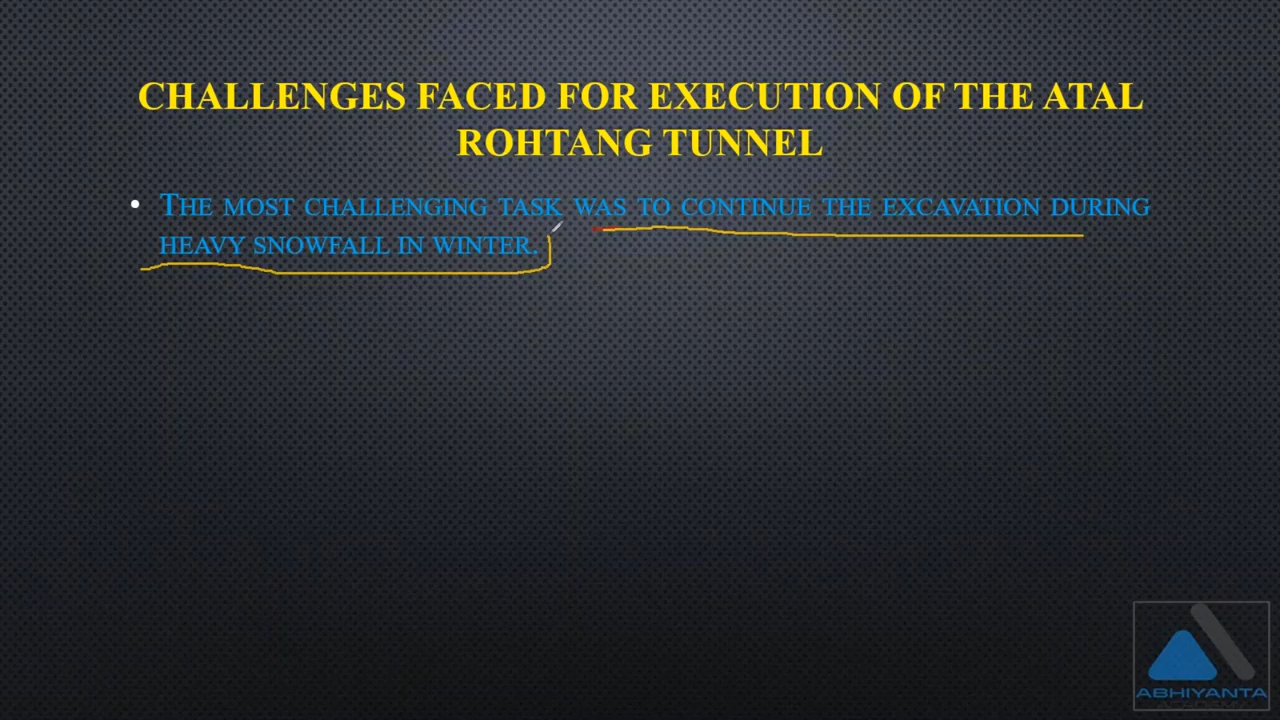 CHALLENGES FACED FOR EXECUTION OF THE ATAL
ROHTANG TUNNEL
• THE MOST CHALLENGING TASK WAS TO CONTINUE THE EXCAVATION DURING
HEAVY SNOWFALL IN WINTER.
ABHIYANTA
ACADEMY